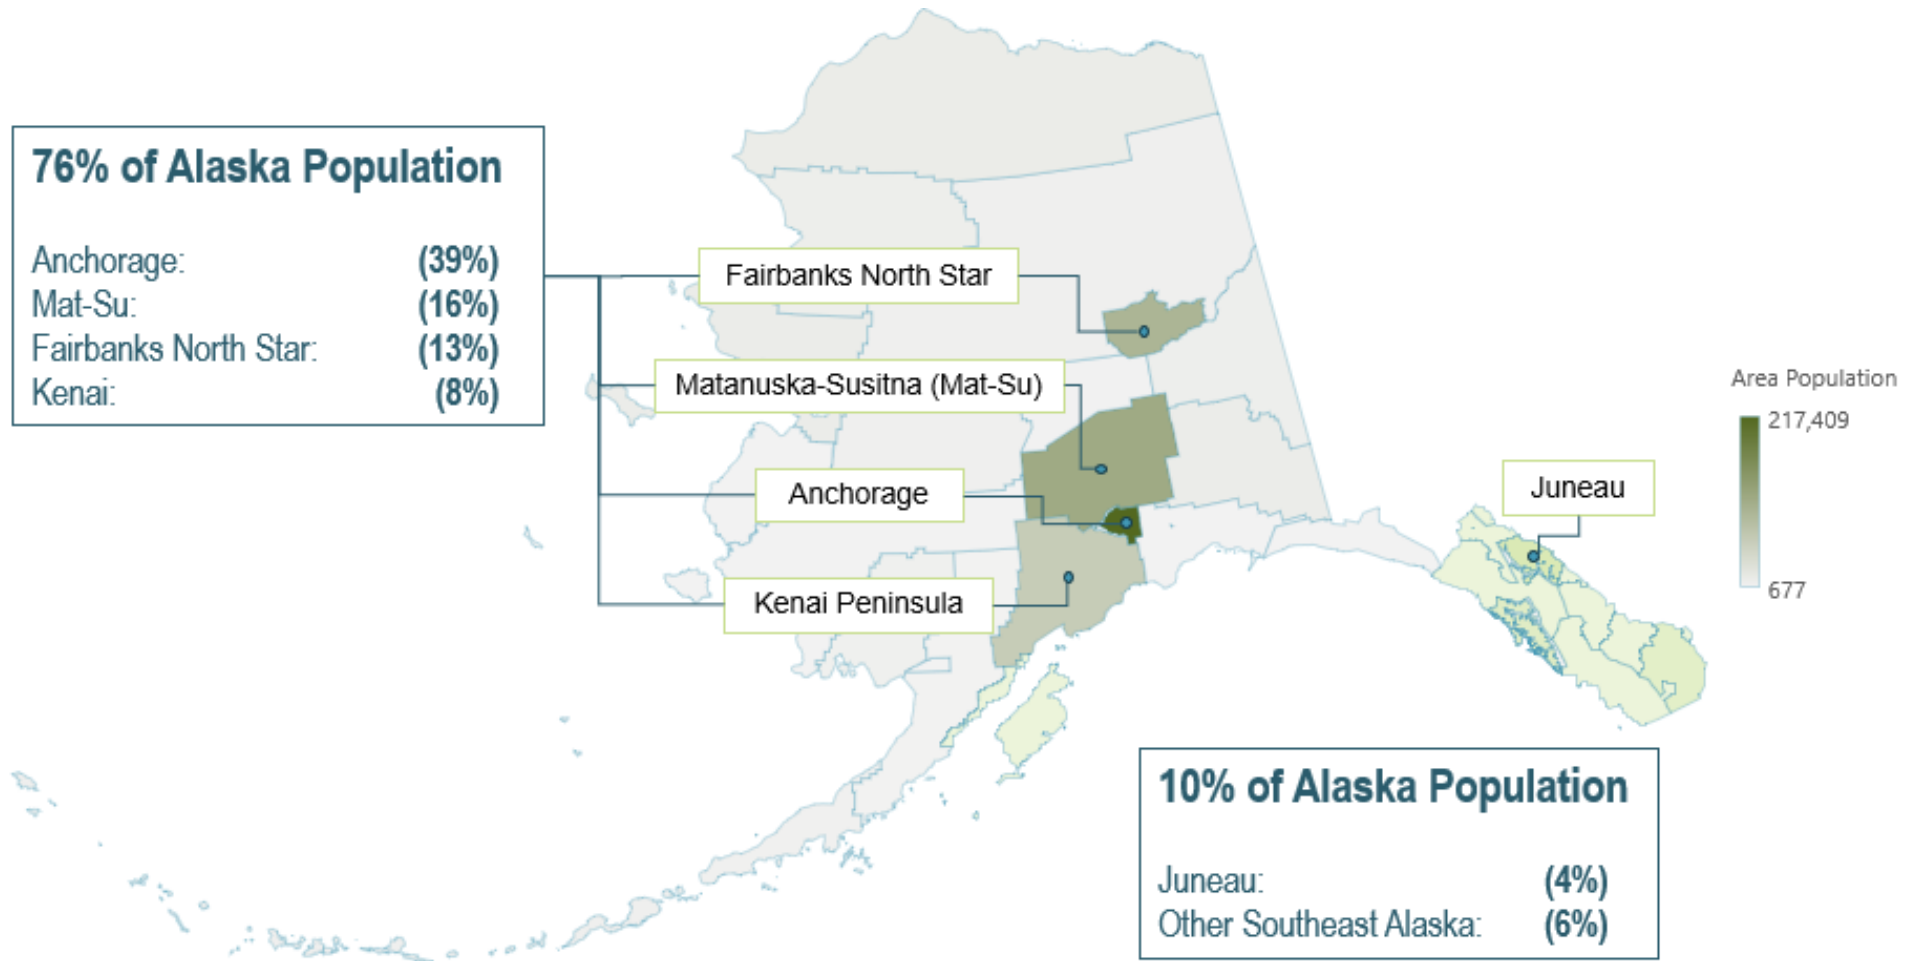 76% of Alaska Population
Anchorage: (39%)
Mat-Su: (16%)
Fairbanks North Star: (13%)
Kenai: (8%)
Fairbanks North Star
Matanuska-Susitna (Mat-Su)
Anchorage
Kenai Peninsula
Juneau
Area Population
217,409
677
10% of Alaska Population
Juneau: (4%)
Other Southeast Alaska: (6%)